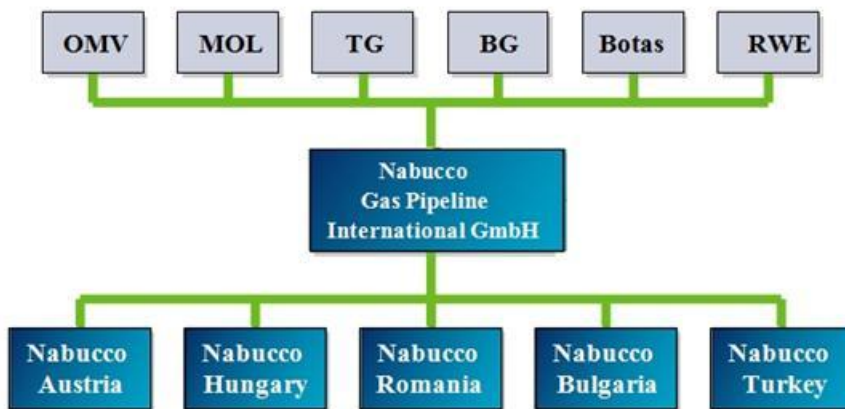 OMV
MOL
TG
BG
Botas
RWE
Nabucco
Gas Pipeline
International GmbH
Nabucco
Austria
Nabucco
Hungary
Nabucco
Romania
Nabucco
Bulgaria
Nabucco
Turkey